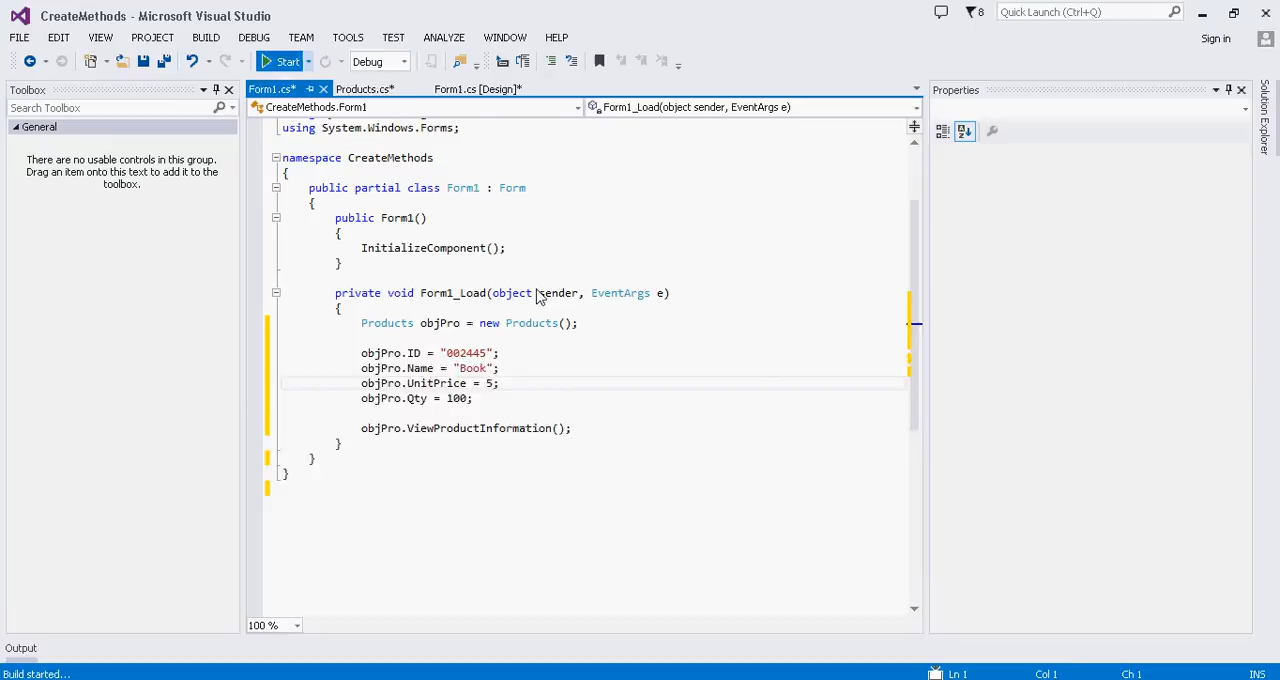 CreateMethods - Microsoft Visual Studio
8
Quick Launch (Ctrl+Q)
FILE EDIT VIEW PROJECT BUILD DEBUG TEAM TOOLS TEST ANALYZE WINDOW HELP
Sign in
Start
Debug
Toolbox
Form1.cs*
Products.cs*
Form1.cs [Design]*
Properties
Search Toolbox
CreateMethods.Form1
Form1_Load(object sender, EventArgs e)
General
There are no usable controls in this group.
Drag an item onto this text to add it to the
toolbox.
Solution Explorer
using System.Windows.Forms;
namespace CreateMethods
{
public partial class Form1 : Form
{
public Form1()
{
InitializeComponent();
}
private void Form1_Load(object sender, EventArgs e)
{
Products objPro = new Products();
objPro.ID = "002445";
objPro.Name = "Book";
objPro.UnitPrice = 5;
objPro.Qty = 100;
objPro.ViewProductInformation();
}
}
}
100 %
Output
Build started...
Ln 1
Col 1
Ch 1
INS